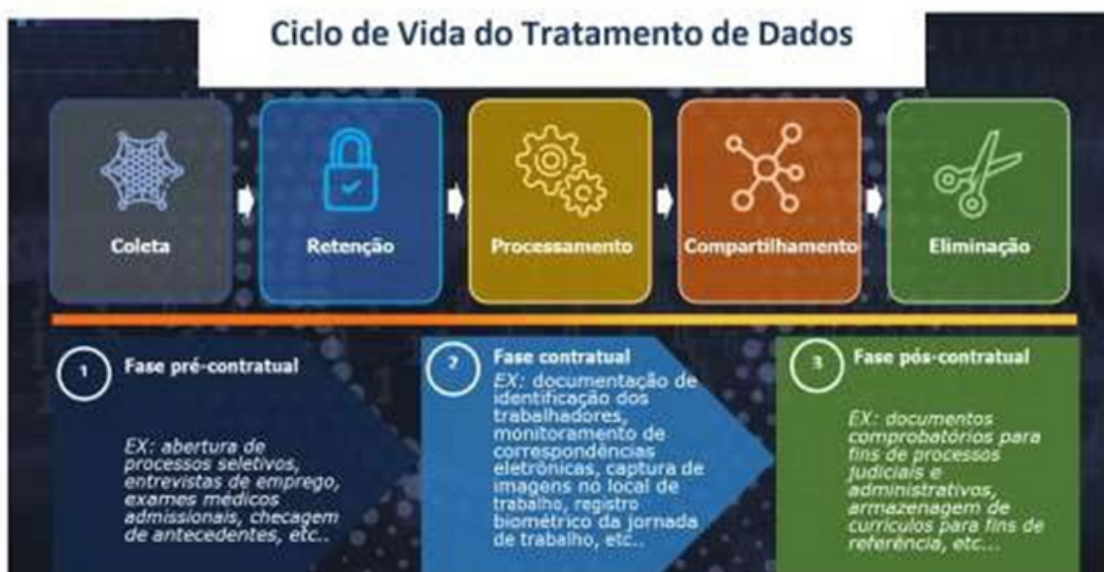 Ciclo de Vida do Tratamento de Dados
Coleta
Retenção
Processamento
Compartilhamento
Eliminação
1
Fase pré-contratual
EX: abertura de
processos seletivos,
entrevistas de emprego,
exames médicos
admissionais, checagem
de antecedentes, etc..
2
Fase contratual
EX: documentação de
identificação dos
trabalhadores,
monitoramento de
correspondências
eletrônicas, captura de
imagens no local de
trabalho, registro
biométrico da jornada
de trabalho, etc..
3
Fase pós-contratual
EX: documentos
comprobatórios para
fins de processos
judiciais e
administrativos,
armazenagem de
currículos para fins de
referência, etc...